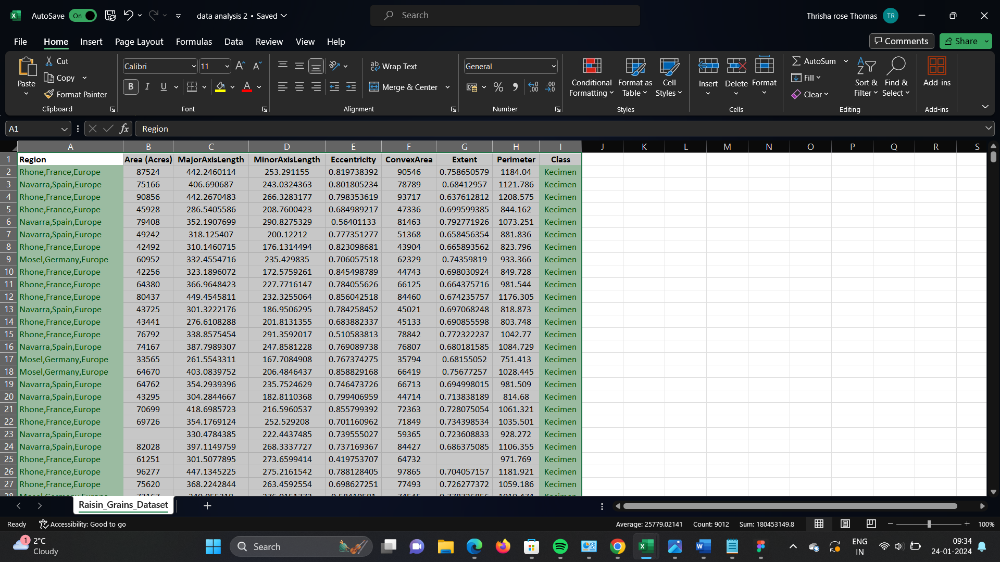 AutoSave On data analysis 2 • Saved Search Thrisha rose Thomas TR
File Home Insert Page Layout Formulas Data Review View Help Comments Share
Paste Cut Copy Format Painter Clipboard
Calibri 11 B I U A Font
Wrap Text Merge & Center Alignment
General % Number
Conditional Formatting Format as Table Cell Styles Styles
Insert Delete Format Cells
AutoSum Fill Clear Sort & Filter Find & Select Editing
Add-ins Add-ins
A1 fx Region
A B C D E F G H I J K L M N O P Q R S
1 Region Area (Acres) MajorAxisLength MinorAxisLength Eccentricity ConvexArea Extent Perimeter Class
2 Rhone,France,Europe 87524 442.2460114 253.291155 0.819738392 90546 0.758650579 1184.04 Kecimen
3 Navarra,Spain,Europe 75166 406.690687 243.0324363 0.801805234 78789 0.68412957 1121.786 Kecimen
4 Rhone,France,Europe 90856 442.2670483 266.3283177 0.798353619 93717 0.637612812 1208.575 Kecimen
5 Rhone,France,Europe 45928 286.5405586 208.7600423 0.684989217 47336 0.699599385 844.162 Kecimen
6 Navarra,Spain,Europe 79408 352.1907699 290.8275329 0.56401133 81463 0.792771926 1073.251 Kecimen
7 Navarra,Spain,Europe 49242 318.125407 200.12212 0.777351277 51368 0.658456354 881.836 Kecimen
8 Rhone,France,Europe 42492 310.1460715 176.1314494 0.823098681 43904 0.665893562 823.796 Kecimen
9 Mosel,Germany,Europe 60952 332.4554716 235.429835 0.706057518 62329 0.74359819 933.366 Kecimen
10 Rhone,France,Europe 42256 323.1896072 172.5759261 0.845498789 44743 0.698030924 849.728 Kecimen
11 Rhone,France,Europe 64380 366.9648423 227.7716147 0.784055626 66125 0.664375716 981.544 Kecimen
12 Rhone,France,Europe 80437 449.4545811 232.3255064 0.856042518 84460 0.674235757 1176.305 Kecimen
13 Navarra,Spain,Europe 43725 301.3222176 186.9506295 0.784258452 45021 0.697068248 818.873 Kecimen
14 Rhone,France,Europe 43441 276.6108288 201.8131355 0.683882337 45133 0.690855598 803.748 Kecimen
15 Rhone,France,Europe 76792 338.8575454 291.3592017 0.510583813 78842 0.772322237 1042.77 Kecimen
16 Navarra,Spain,Europe 74167 387.7989307 247.8581228 0.769089738 76807 0.680181585 1084.729 Kecimen
17 Mosel,Germany,Europe 33565 261.5543311 167.7084908 0.767374275 35794 0.68155052 751.413 Kecimen
18 Mosel,Germany,Europe 64670 403.0839752 206.4846437 0.858829168 66419 0.75677257 1028.445 Kecimen
19 Navarra,Spain,Europe 64762 354.2939396 235.7524629 0.746473726 66713 0.694998015 981.509 Kecimen
20 Navarra,Spain,Europe 43295 304.2844667 182.8110368 0.799406959 44714 0.713838189 814.68 Kecimen
21 Rhone,France,Europe 70699 418.6985723 216.5960537 0.855799392 72363 0.728075054 1061.321 Kecimen
22 Rhone,France,Europe 69726 354.1769124 252.529208 0.701160962 71849 0.734398534 1035.501 Kecimen
23 Navarra,Spain,Europe 330.4784385 222.4437485 0.739555027 59365 0.723608833 928.272 Kecimen
24 Navarra,Spain,Europe 82028 397.1149759 268.3337727 0.737169367 84427 0.686375085 1106.355 Kecimen
25 Rhone,France,Europe 61251 301.5077895 273.6599414 0.419753707 64732 971.769 Kecimen
26 Rhone,France,Europe 96277 447.1345225 275.2161542 0.788128405 97865 0.704057157 1181.921 Kecimen
27 Rhone,France,Europe 75620 368.2242844 263.4592554 0.698627251 77493 0.726277372 1059.186 Kecimen
Raisin_Grains_Dataset
Ready Accessibility: Good to go Average: 25779.02141 Count: 9012 Sum: 180453149.8 100%
1 2°C Cloudy Search ENG IN 09:34 24-01-2024